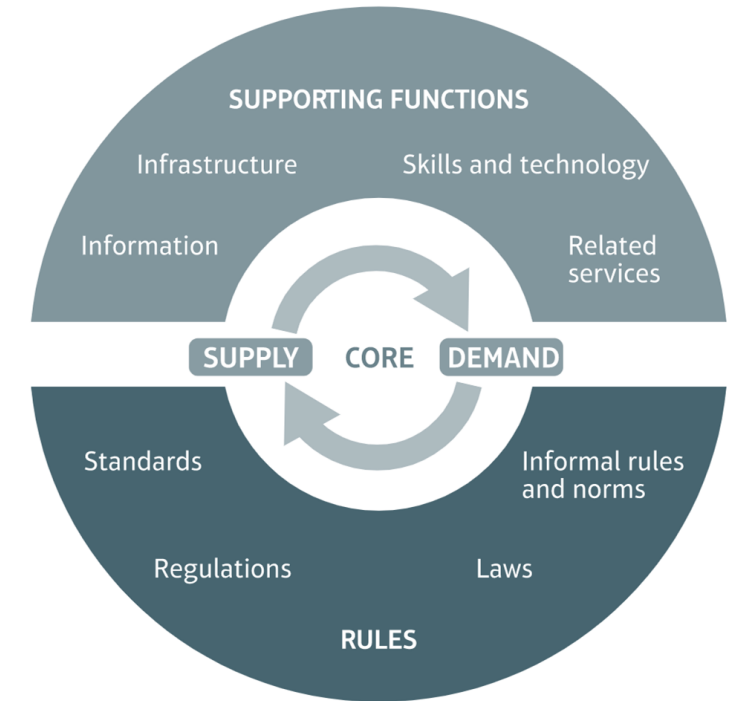 SUPPORTING FUNCTIONS
Infrastructure
Skills and technology
Information
Related
services
SUPPLY
CORE
DEMAND
Standards
Informal rules
and norms
Regulations
Laws
RULES